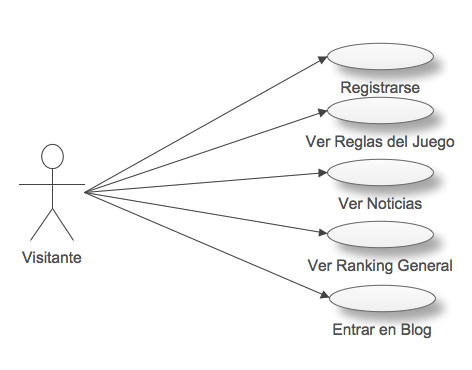 Registrarse
Ver Reglas del Juego
Ver Noticias
Visitante
Ver Ranking General
Entrar en Blog